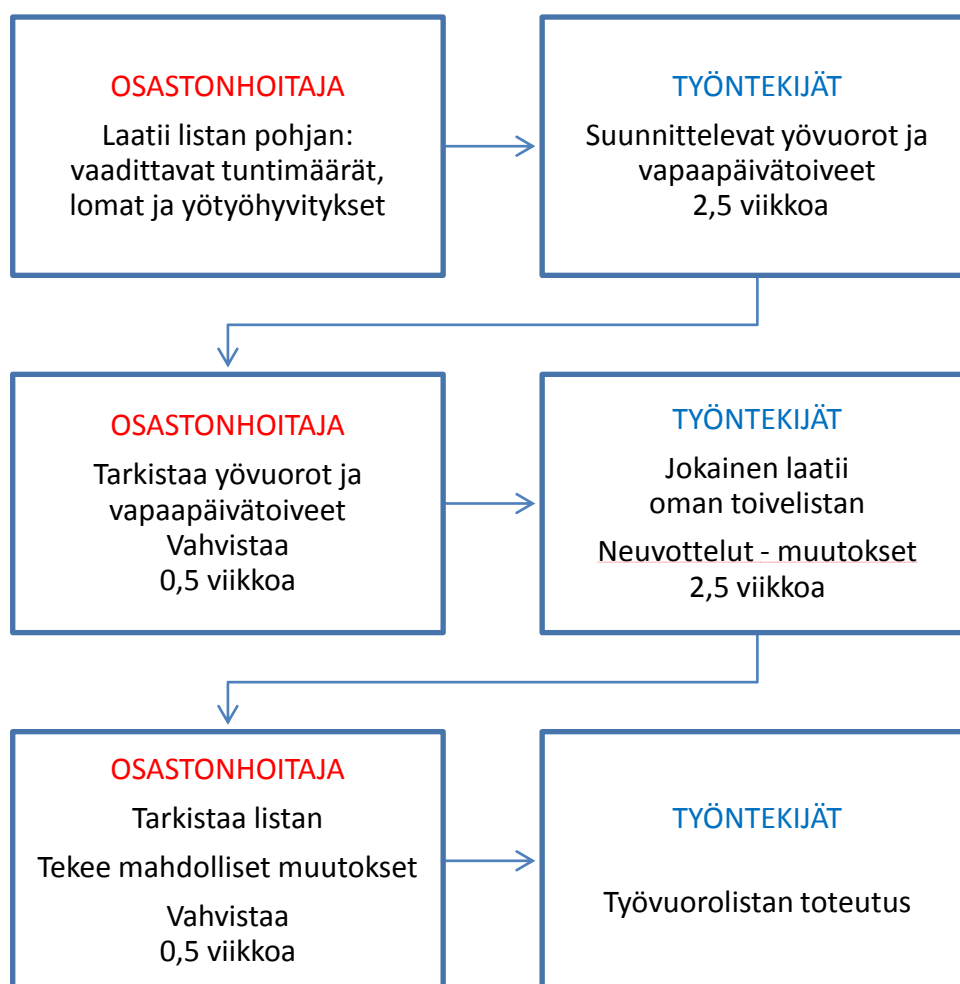 OSASTONHOITAJA
Laatii listan pohjan:
vaadittavat tuntimäärät,
lomat ja yötyöhyvitykset
TYÖNTEKIJÄT
Suunnittelevat yövuorot ja
vapaapäivätoiveet
2,5 viikkoa
OSASTONHOITAJA
Tarkistaa yövuorot ja
vapaapäivätoiveet
Vahvistaa
0,5 viikkoa
TYÖNTEKIJÄT
Jokainen laatii
oman toivelistan
Neuvottelut - muutokset
2,5 viikkoa
OSASTONHOITAJA
Tarkistaa listan
Tekee mahdolliset muutokset
Vahvistaa
0,5 viikkoa
TYÖNTEKIJÄT
Työvuorolistan toteutus